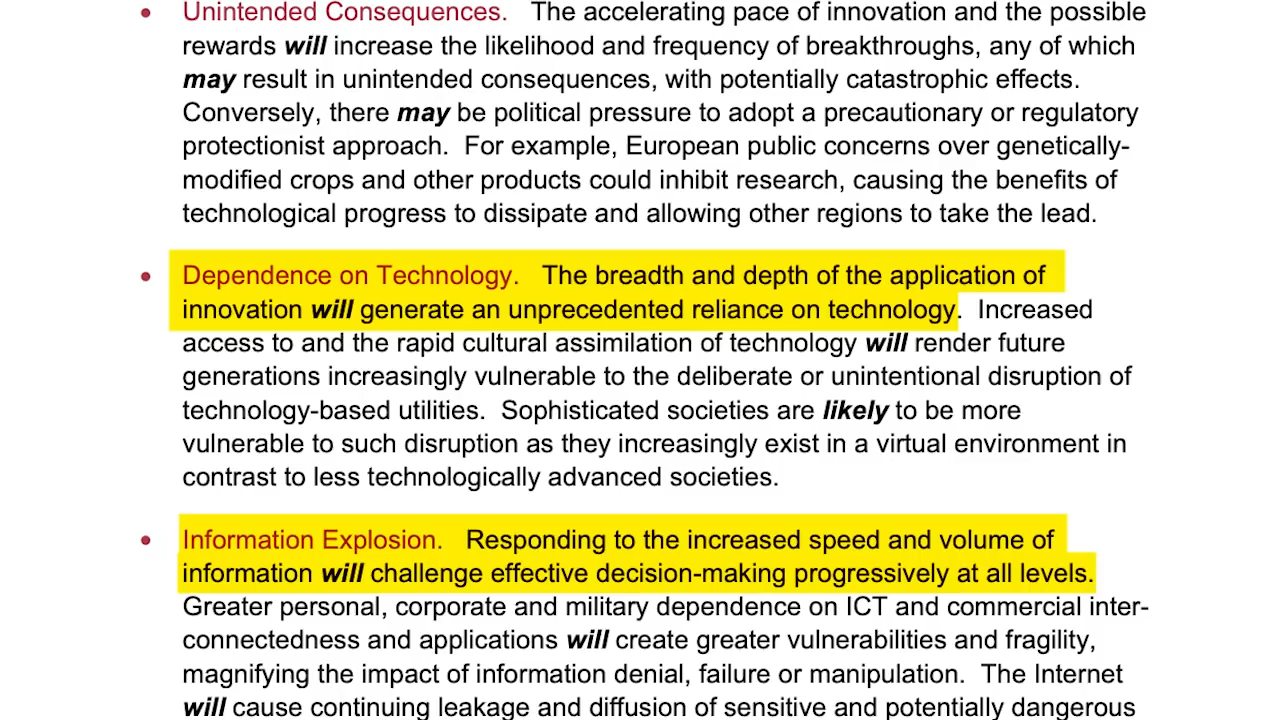 • Unintended Consequences. The accelerating pace of innovation and the possible
rewards will increase the likelihood and frequency of breakthroughs, any of which
may result in unintended consequences, with potentially catastrophic effects.
Conversely, there may be political pressure to adopt a precautionary or regulatory
protectionist approach. For example, European public concerns over genetically-
modified crops and other products could inhibit research, causing the benefits of
technological progress to dissipate and allowing other regions to take the lead.
• Dependence on Technology. The breadth and depth of the application of
innovation will generate an unprecedented reliance on technology. Increased
access to and the rapid cultural assimilation of technology will render future
generations increasingly vulnerable to the deliberate or unintentional disruption of
technology-based utilities. Sophisticated societies are likely to be more
vulnerable to such disruption as they increasingly exist in a virtual environment in
contrast to less technologically advanced societies.
• Information Explosion. Responding to the increased speed and volume of
information will challenge effective decision-making progressively at all levels.
Greater personal, corporate and military dependence on ICT and commercial inter-
connectedness and applications will create greater vulnerabilities and fragility,
magnifying the impact of information denial, failure or manipulation. The Internet
will cause continuing leakage and diffusion of sensitive and potentially dangerous